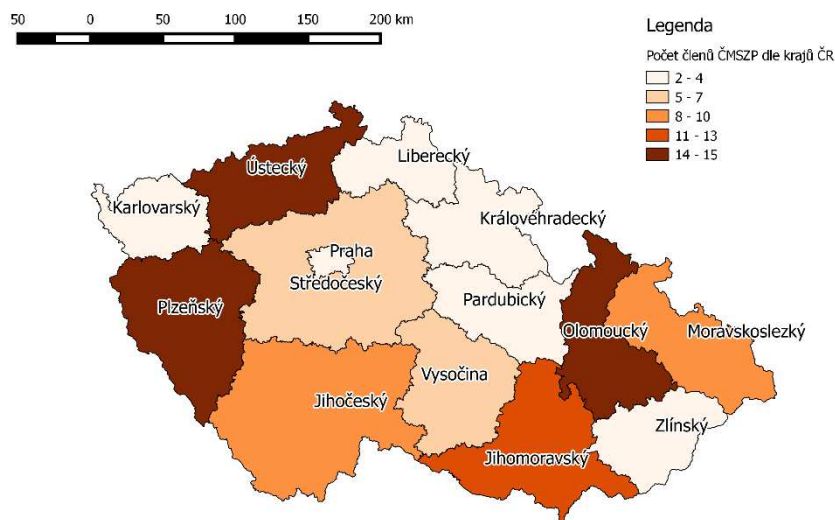 50 0 50 100 150 200 km
Legenda
Počet členů ČMSZP dle krajů ČR
2 - 4
5 - 7
8 - 10
11 - 13
14 - 15
Liberecký
Ústecký
Karlovarský
Královéhradecký
Praha
Středočeský
Pardubický
Plzeňský
Olomoucký
Moravskoslezký
Vysočina
Jihočeský
Zlínský
Jihomoravský